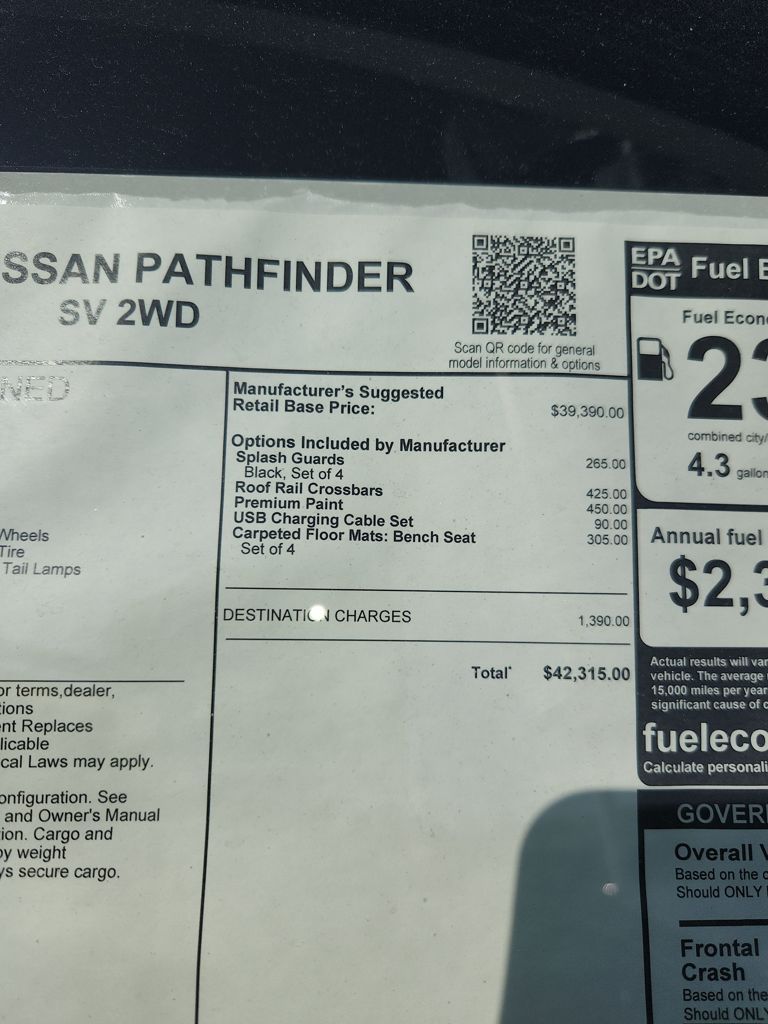 SSAN PATHFINDER
SV 2WD
Scan QR code for general
model information & options
NED
Wheels
Tire
Tail Lamps
or terms,dealer,
ions
ent Replaces
licable
cal Laws may apply.
onfiguration. See
and Owner's Manual
ion. Cargo and
by weight
ys secure cargo.
Manufacturer's Suggested
Retail Base Price: $39,390.00
Options Included by Manufacturer
Splash Guards 265.00
Black, Set of 4
Roof Rail Crossbars 425.00
Premium Paint 450.00
USB Charging Cable Set 90.00
Carpeted Floor Mats: Bench Seat 305.00
Set of 4
DESTINATION CHARGES 1,390.00
Total* $42,315.00
EPA
DOT Fuel E
Fuel Econ
23
combined city/
4.3 gallon
Annual fuel
$2,3
Actual results will var
vehicle. The average
15,000 miles per year
significant cause of c
fueleco
Calculate personali
GOVER
Overall V
Based on the c
Should ONLY
Frontal
Crash
Based on the
Should ONLY